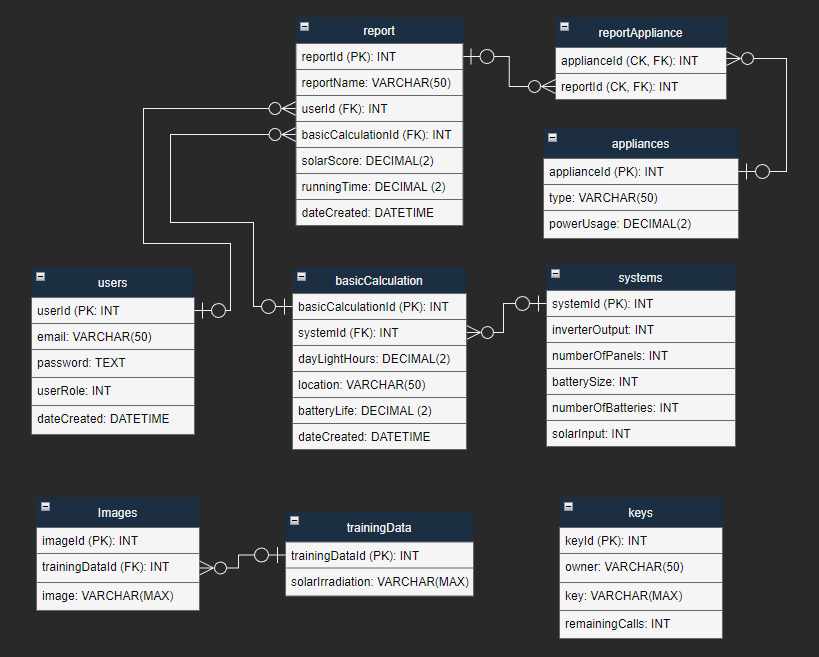 report
reportId (PK): INT
reportName: VARCHAR(50)
userId (FK): INT
basicCalculationId (FK): INT
solarScore: DECIMAL(2)
runningTime: DECIMAL (2)
dateCreated: DATETIME
reportAppliance
applianceId (CK, FK): INT
reportId (CK, FK): INT
appliances
applianceId (PK): INT
type: VARCHAR(50)
powerUsage: DECIMAL(2)
users
userId (PK: INT
email: VARCHAR(50)
password: TEXT
userRole: INT
dateCreated: DATETIME
basicCalculation
basicCalculationId (PK): INT
systemId (FK): INT
dayLightHours: DECIMAL(2)
location: VARCHAR(50)
batteryLife: DECIMAL (2)
dateCreated: DATETIME
systems
systemId (PK): INT
inverterOutput: INT
numberOfPanels: INT
batterySize: INT
numberOfBatteries: INT
solarInput: INT
Images
imageId (PK): INT
trainingDataId (FK): INT
image: VARCHAR(MAX)
trainingData
trainingDataId (PK): INT
solarIrradiation: VARCHAR(MAX)
keys
keyId (PK): INT
owner: VARCHAR(50)
key: VARCHAR(MAX)
remainingCalls: INT